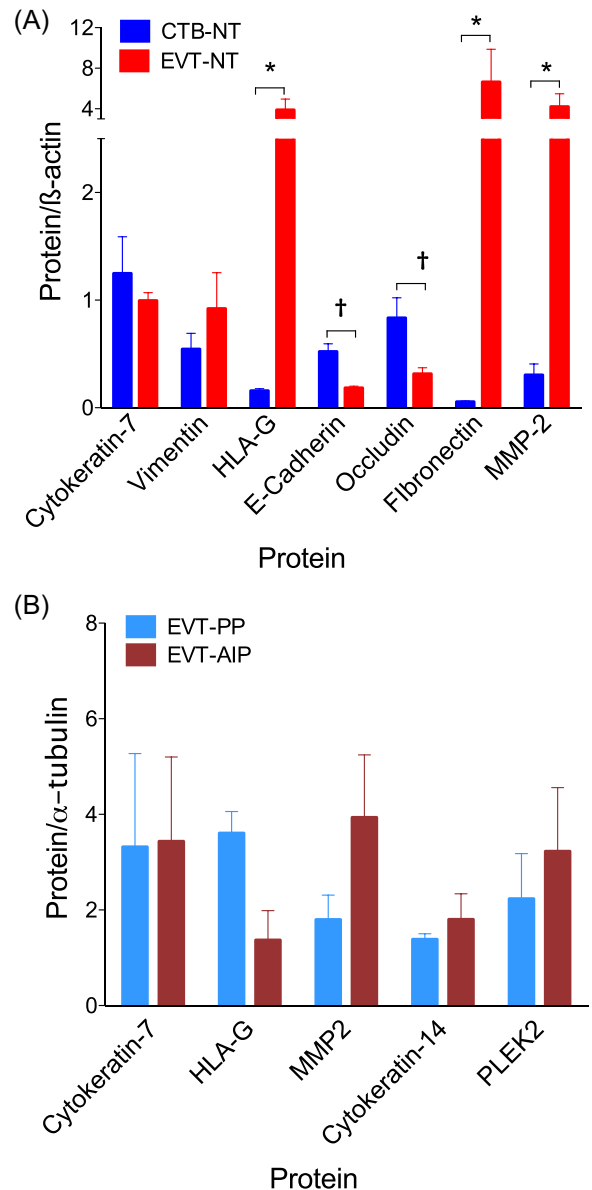 (A)
CTB-NT
EVT-NT
12
8
4
2
1
0
Protein/ß-actin
*
*
*
†
†
Cytokeratin-7
Vimentin
HLA-G
E-Cadherin
Occludin
FIbronectin
MMP-2
Protein
(B)
EVT-PP
EVT-AIP
8
6
4
2
0
Protein/α-tubulin
Cytokeratin-7
HLA-G
MMP2
Cytokeratin-14
PLEK2
Protein